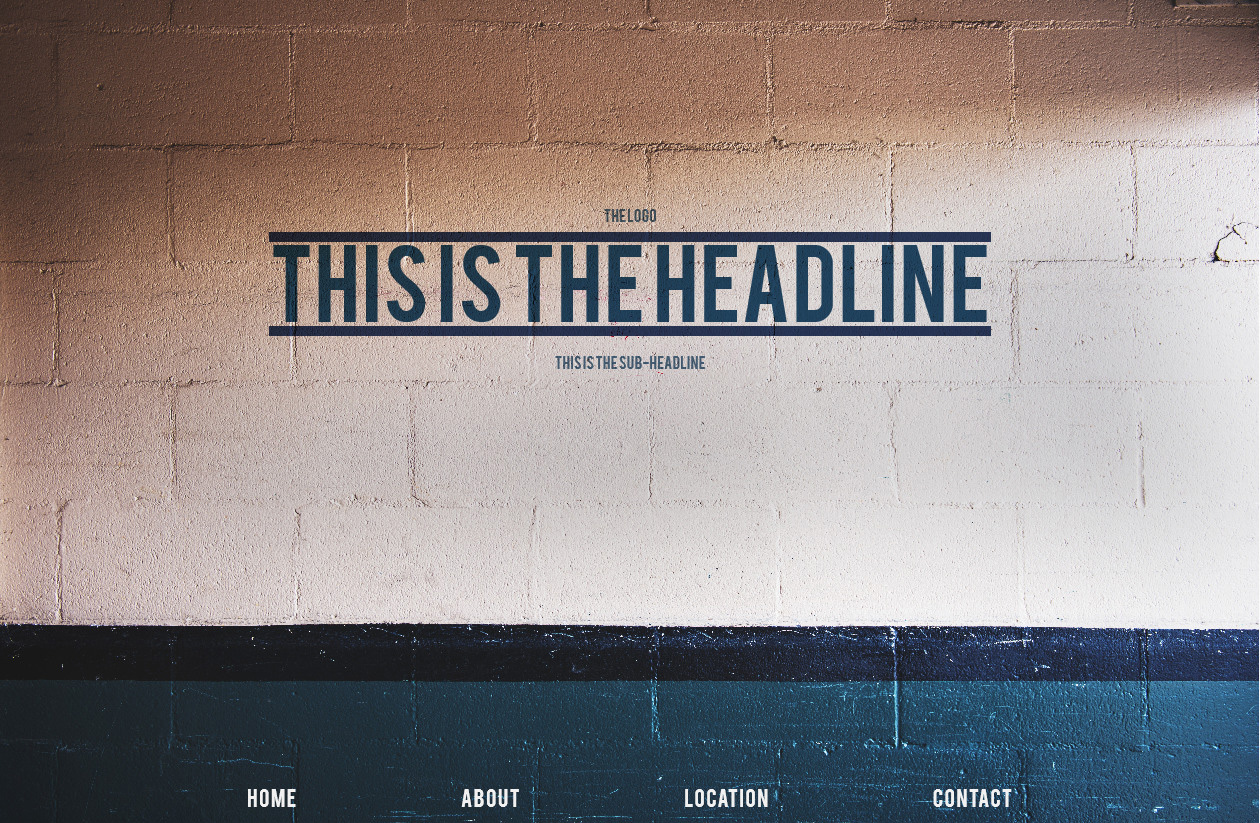 THE LOGO
THIS IS THE HEADLINE
THIS IS THE SUB-HEADLINE
HOME ABOUT LOCATION CONTACT